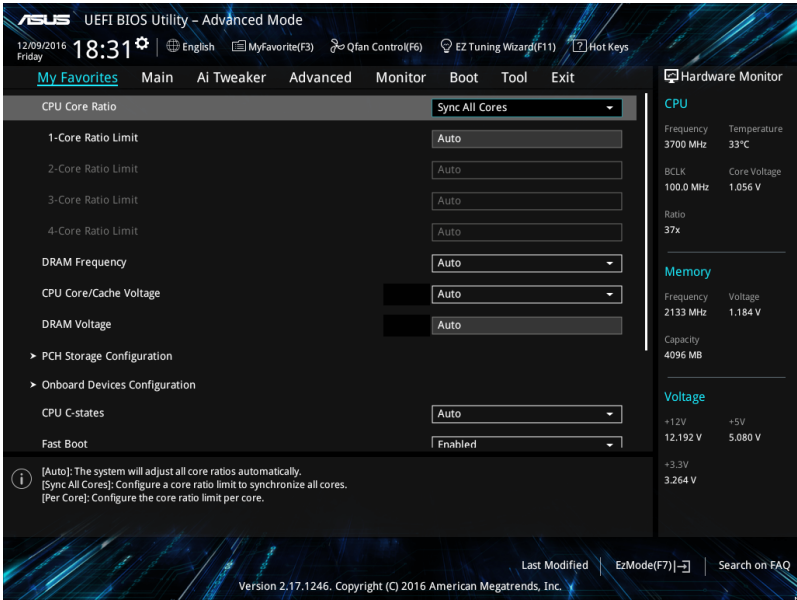 ASUS UEFI BIOS Utility – Advanced Mode
12/09/2016 Friday 18:31 English MyFavorite(F3) Qfan Control(F6) EZ Tuning Wizard(F11) ? Hot Keys
My Favorites Main Ai Tweaker Advanced Monitor Boot Tool Exit
CPU Core Ratio Sync All Cores
1-Core Ratio Limit Auto
2-Core Ratio Limit Auto
3-Core Ratio Limit Auto
4-Core Ratio Limit Auto
DRAM Frequency Auto
CPU Core/Cache Voltage Auto
DRAM Voltage Auto
PCH Storage Configuration
Onboard Devices Configuration
CPU C-states Auto
Fast Boot Enabled
[Auto]: The system will adjust all core ratios automatically.
[Sync All Cores]: Configure a core ratio limit to synchronize all cores.
[Per Core]: Configure the core ratio limit per core.
Hardware Monitor
CPU
Frequency Temperature
3700 MHz 33°C
BCLK Core Voltage
100.0 MHz 1.056 V
Ratio
37x
Memory
Frequency Voltage
2133 MHz 1.184 V
Capacity
4096 MB
Voltage
+12V +5V
12.192 V 5.080 V
+3.3V
3.264 V
Last Modified EzMode(F7) Search on FAQ
Version 2.17.1246. Copyright (C) 2016 American Megatrends, Inc.